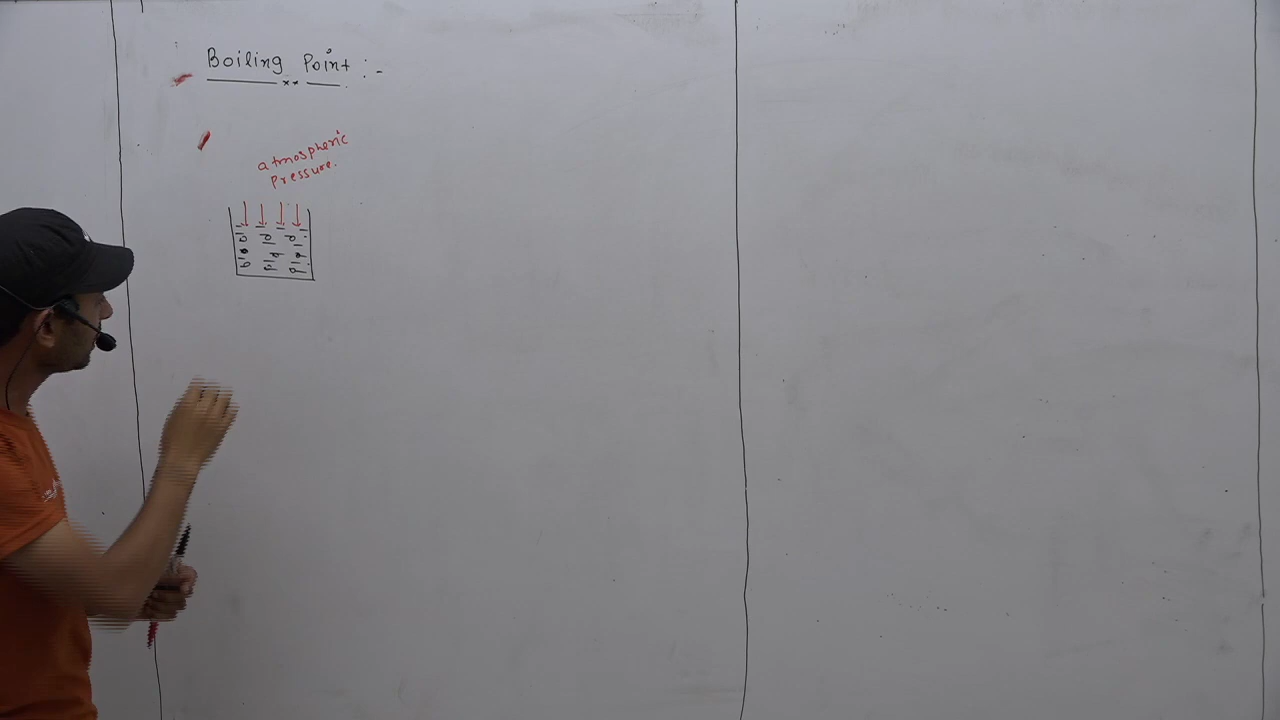 Boiling Point :-
atmospheric
Pressure.